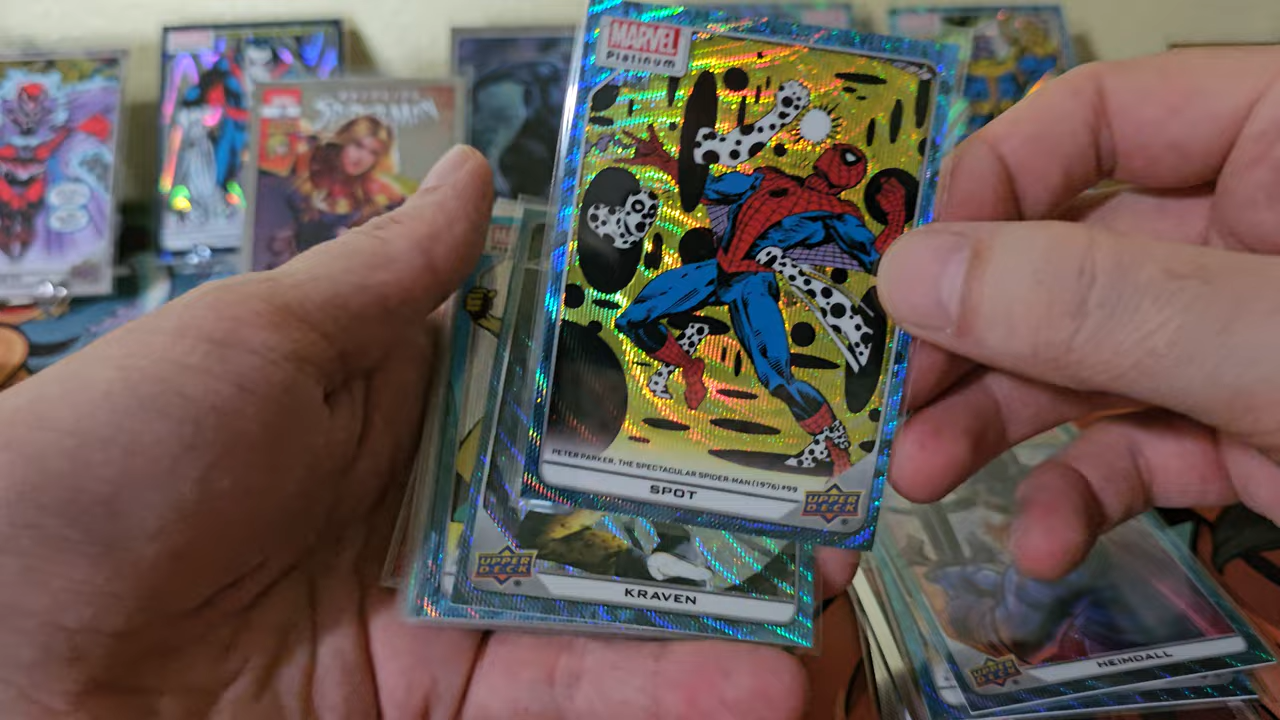 MARVEL
Platinum
PETER PARKER, THE SPECTACULAR SPIDER-MAN (1976) #99
SPOT
UPPER
DECK
UPPER
DECK
KRAVEN
UPPER
DECK
HEIMDALL